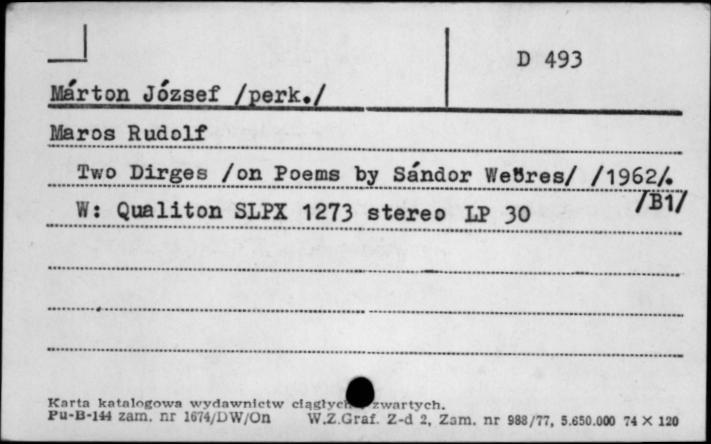 D 493
Márton József /perk./
Maros Rudolf
Two Dirges /on Poems by Sándor Weöres/ /1962/.
/B1/
W: Qualiton SLPX 1273 stereo LP 30
Karta katalogowa wydawnictw ciągłych zwartych.
Pu-B-144 zam. nr 1674/DW/On W.Z.Graf. Z-d 2, Zam. nr 988/77, 5.650.000 74 × 120